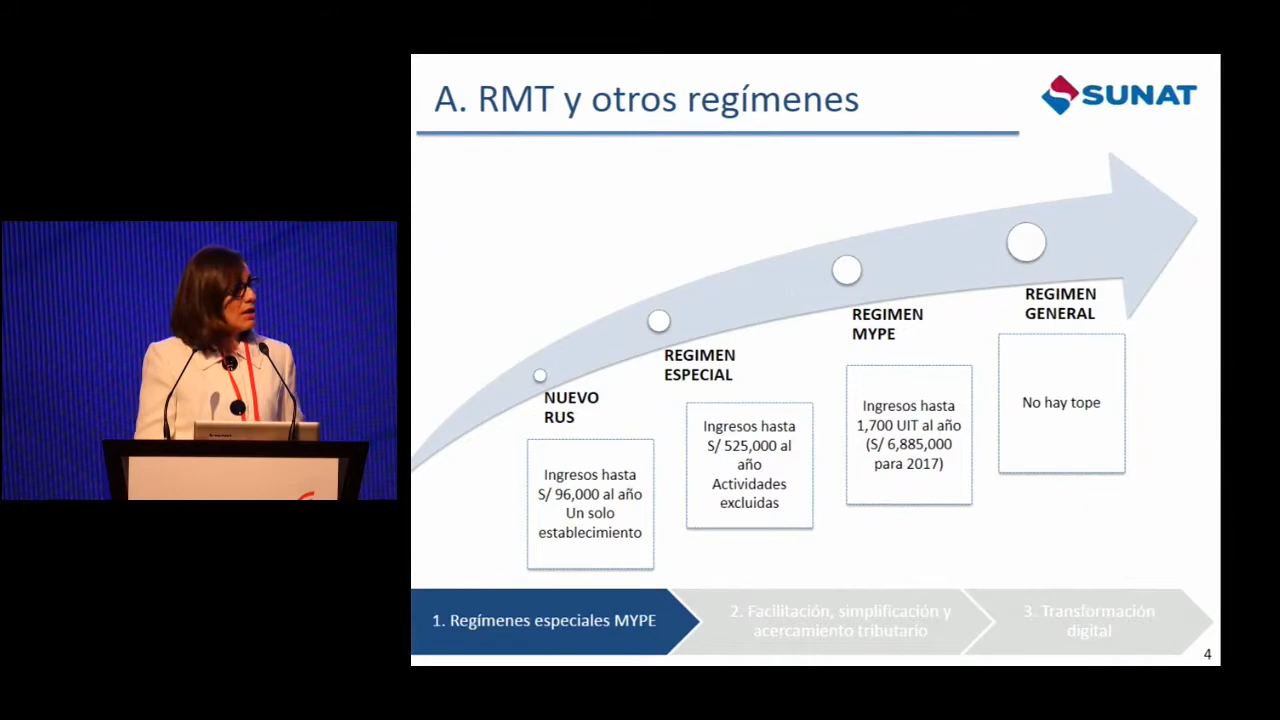 A. RMT y otros regímenes
SUNAT
NUEVO
RUS
Ingresos hasta
S/ 96,000 al año
Un solo
establecimiento
REGIMEN
ESPECIAL
Ingresos hasta
S/ 525,000 al
año
Actividades
excluidas
REGIMEN
MYPE
Ingresos hasta
1,700 UIT al año
(S/ 6,885,000
para 2017)
REGIMEN
GENERAL
No hay tope
1. Regímenes especiales MYPE
2. Facilitación, simplificación y
acercamiento tributario
3. Transformación
digital
4